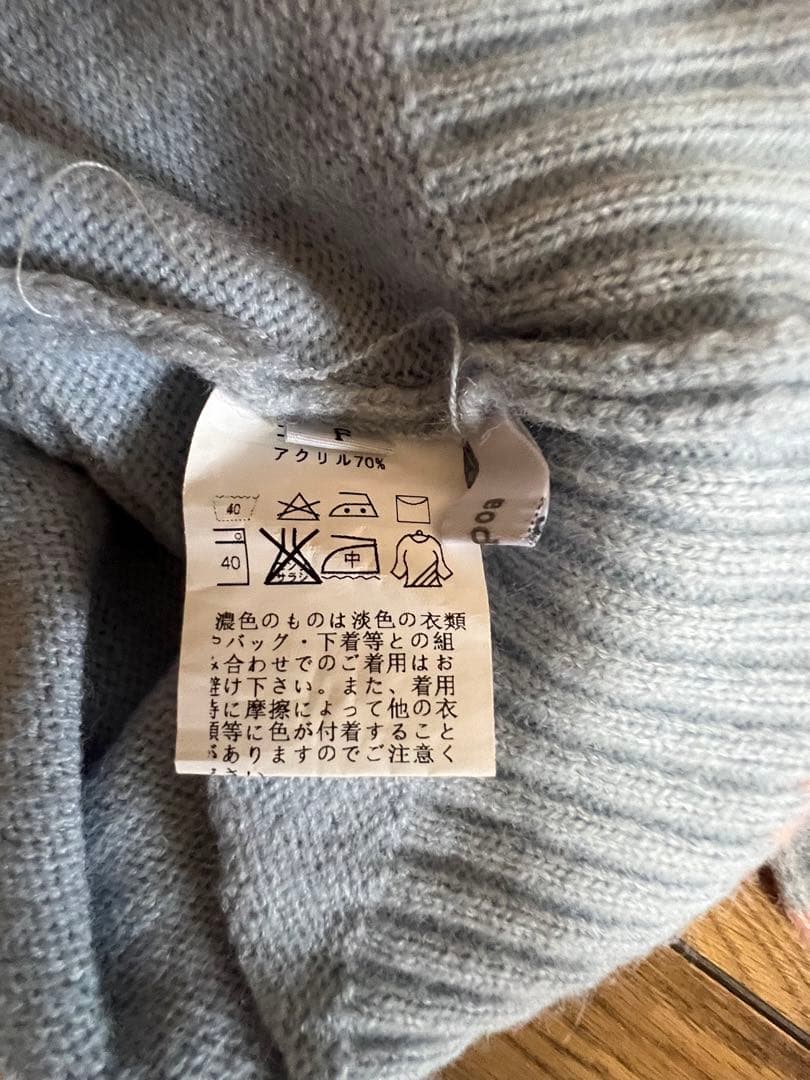 F
アクリル70%
40
40 中
濃色のものは淡色の衣類
バッグ・下着等との組
合わせでのご着用はお
け下さい。また、着用
に摩擦によって他の衣
類等に色が付着すること
がありますのでご注意く
poa